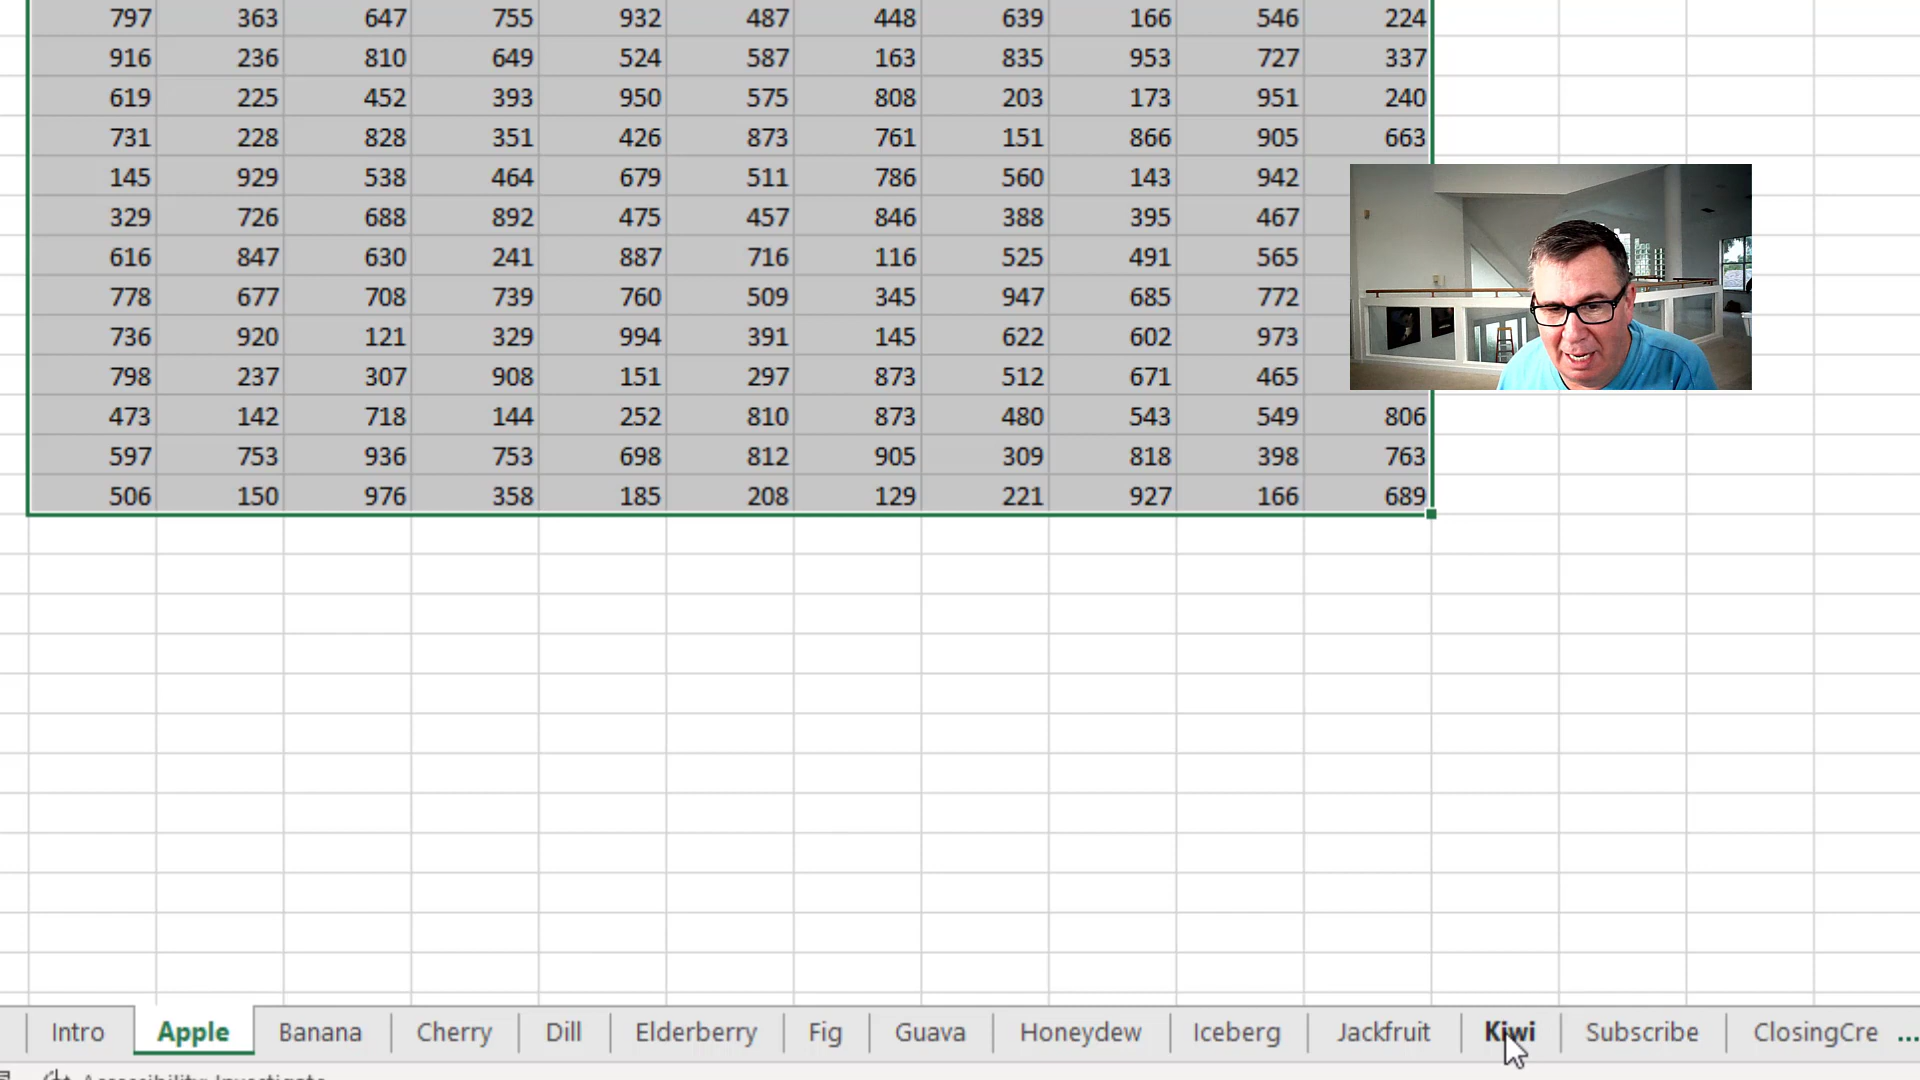 797 363 647 755 932 487 448 639 166 546 224
916 236 810 649 524 587 163 835 953 727 337
619 225 452 393 950 575 808 203 173 951 240
731 228 828 351 426 873 761 151 866 905 663
145 929 538 464 679 511 786 560 143 942
329 726 688 892 475 457 846 388 395 467
616 847 630 241 887 716 116 525 491 565
778 677 708 739 760 509 345 947 685 772
736 920 121 329 994 391 145 622 602 973
798 237 307 908 151 297 873 512 671 465
473 142 718 144 252 810 873 480 543 549 806
597 753 936 753 698 812 905 309 818 398 763
506 150 976 358 185 208 129 221 927 166 689
Intro Apple Banana Cherry Dill Elderberry Fig Guava Honeydew Iceberg Jackfruit Kiwi Subscribe ClosingCre ...
Accessibility: Investigate